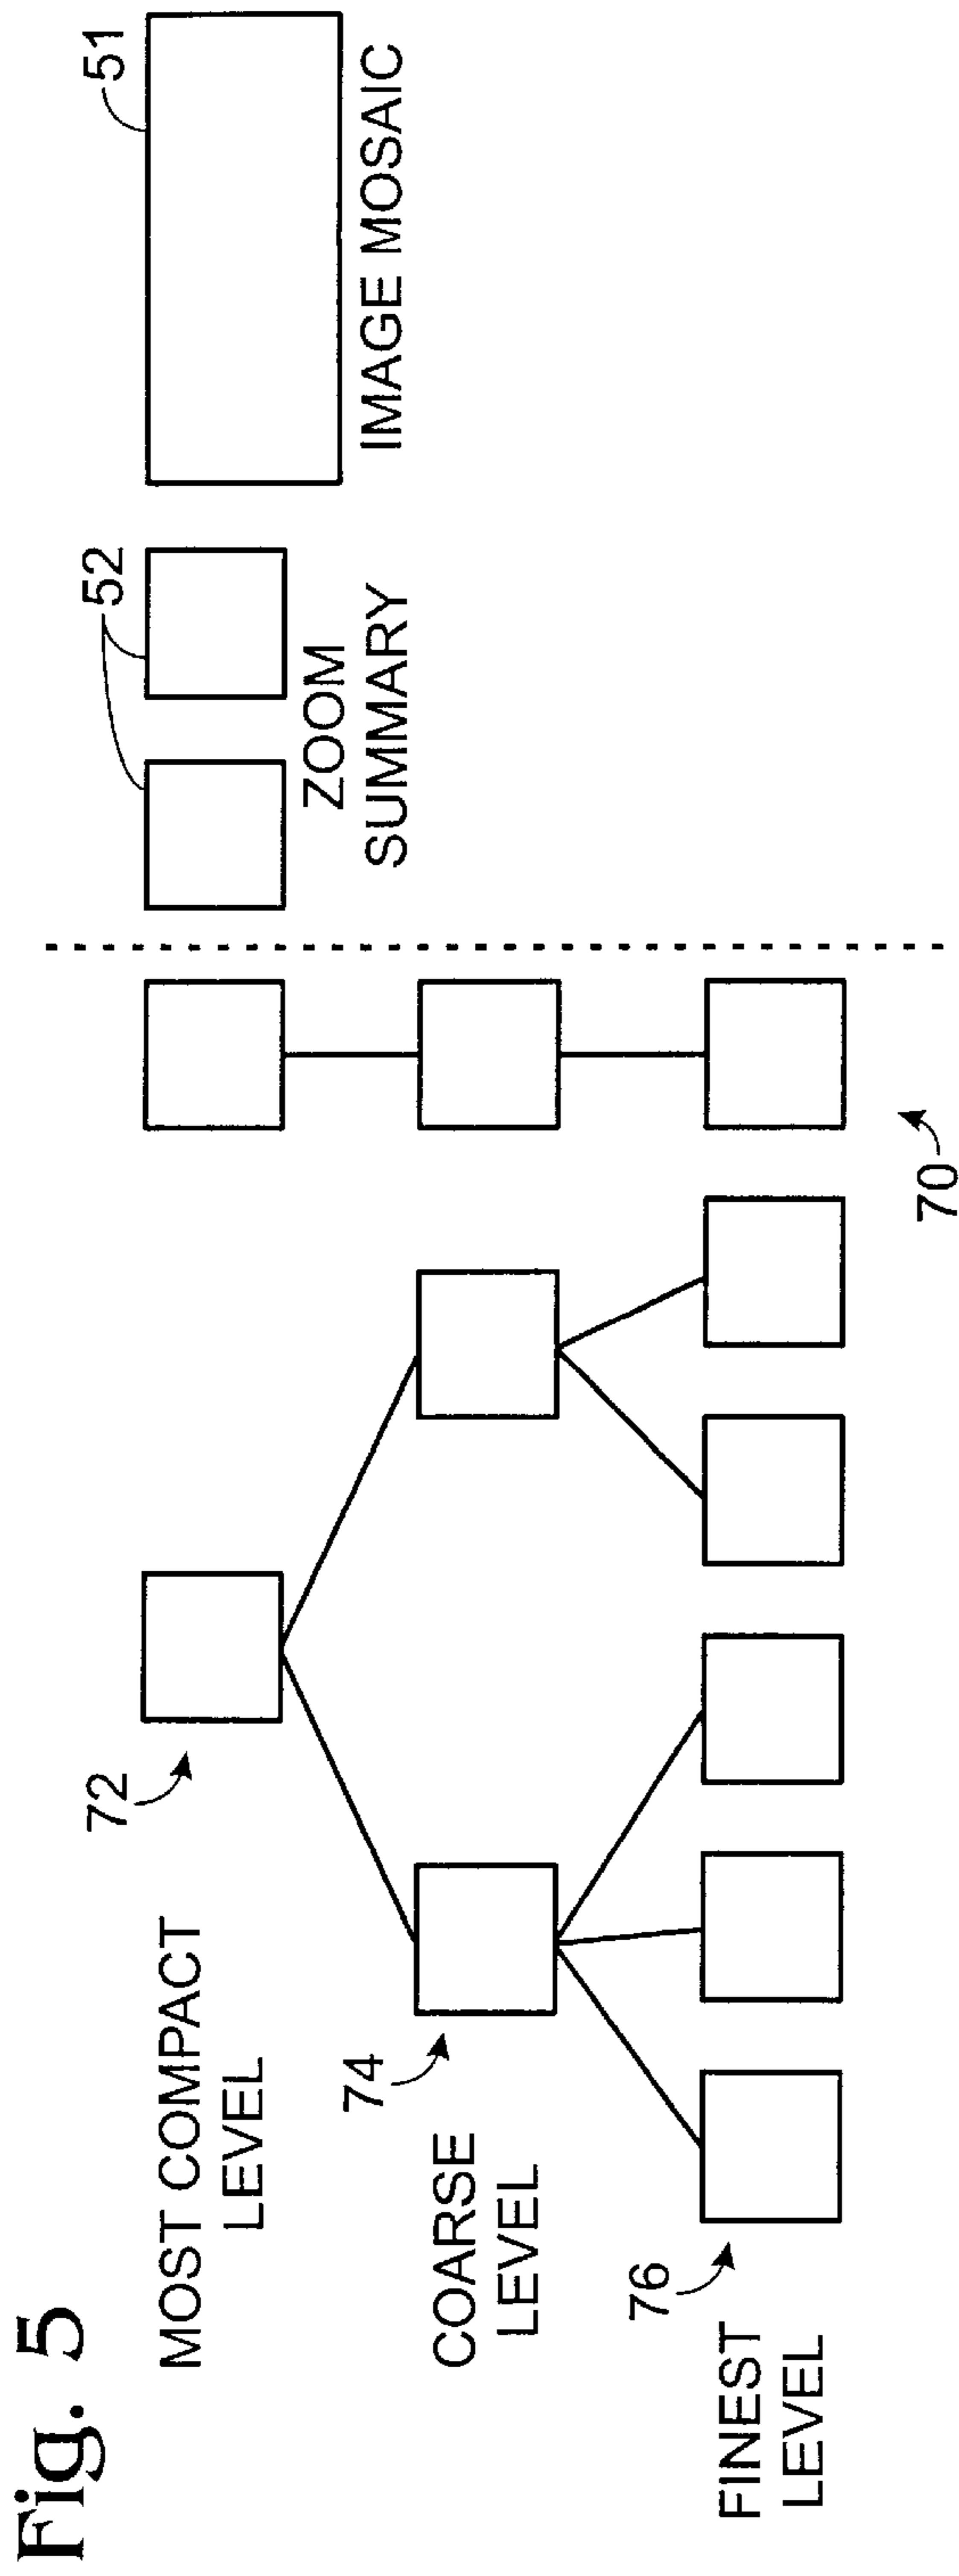 Fig. 5
MOST COMPACT
LEVEL
72
COARSE
LEVEL
74
FINEST
LEVEL
76
70
52
ZOOM
SUMMARY
51
IMAGE MOSAIC